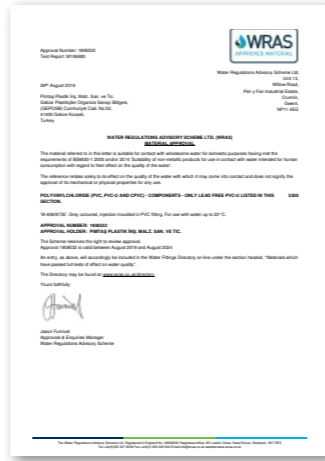 Approval Number: 1908532
Test Report:
WRAS
APPROVED MATERIAL
Water Regulations Advisory Scheme Ltd.
Unit 13,
Willow Road,
Pen y Fan Industrial Estate,
Crumlin,
Gwent,
NP11 4EG
20th August 2019
Pimtaş Plastik İnş. Malz. San. ve Tic.
Gebze Plastikçiler Organize Sanayi Bölgesi,
(GEPOSB) Cumhuriyet Cad. No:52,
41400 Gebze Kocaeli,
Turkey
WATER REGULATIONS ADVISORY SCHEME LTD. (WRAS)
MATERIAL APPROVAL
The material referred to in this letter is suitable for contact with wholesome water for domestic purposes having met the
requirements of BS6920-1:2000 and/or 2014 'Suitability of non-metallic products for use in contact with water intended for human
consumption with regard to their effect on the quality of the water'.
The reference relates solely to its effect on the quality of the water with which it may come into contact and does not signify the
approval of its mechanical or physical properties for any use.
POLYVINYLCHLORIDE (PVC, PVC-U AND CPVC) - COMPONENTS - ONLY LEAD FREE PVC-U LISTED IN THIS
SECTION.
Grey coloured, injection moulded U-PVC fitting. For use with water up to
APPROVAL NUMBER: 1908532
APPROVAL HOLDER: PIMTAŞ PLASTİK İNŞ. MALZ. SAN. VE TİC.
The Scheme reserves the right to review approval.
Approval 1908532 is valid between August 2019 and August 2024
An entry, as above, will accordingly be included in the Water Fittings Directory on-line under the section headed, "Materials which
have passed full tests of effect on water quality".
The Directory may be found at: www.wras.co.uk/directory
Yours faithfully
Jason Furnival
Approvals & Enquiries Manager
Water Regulations Advisory Scheme